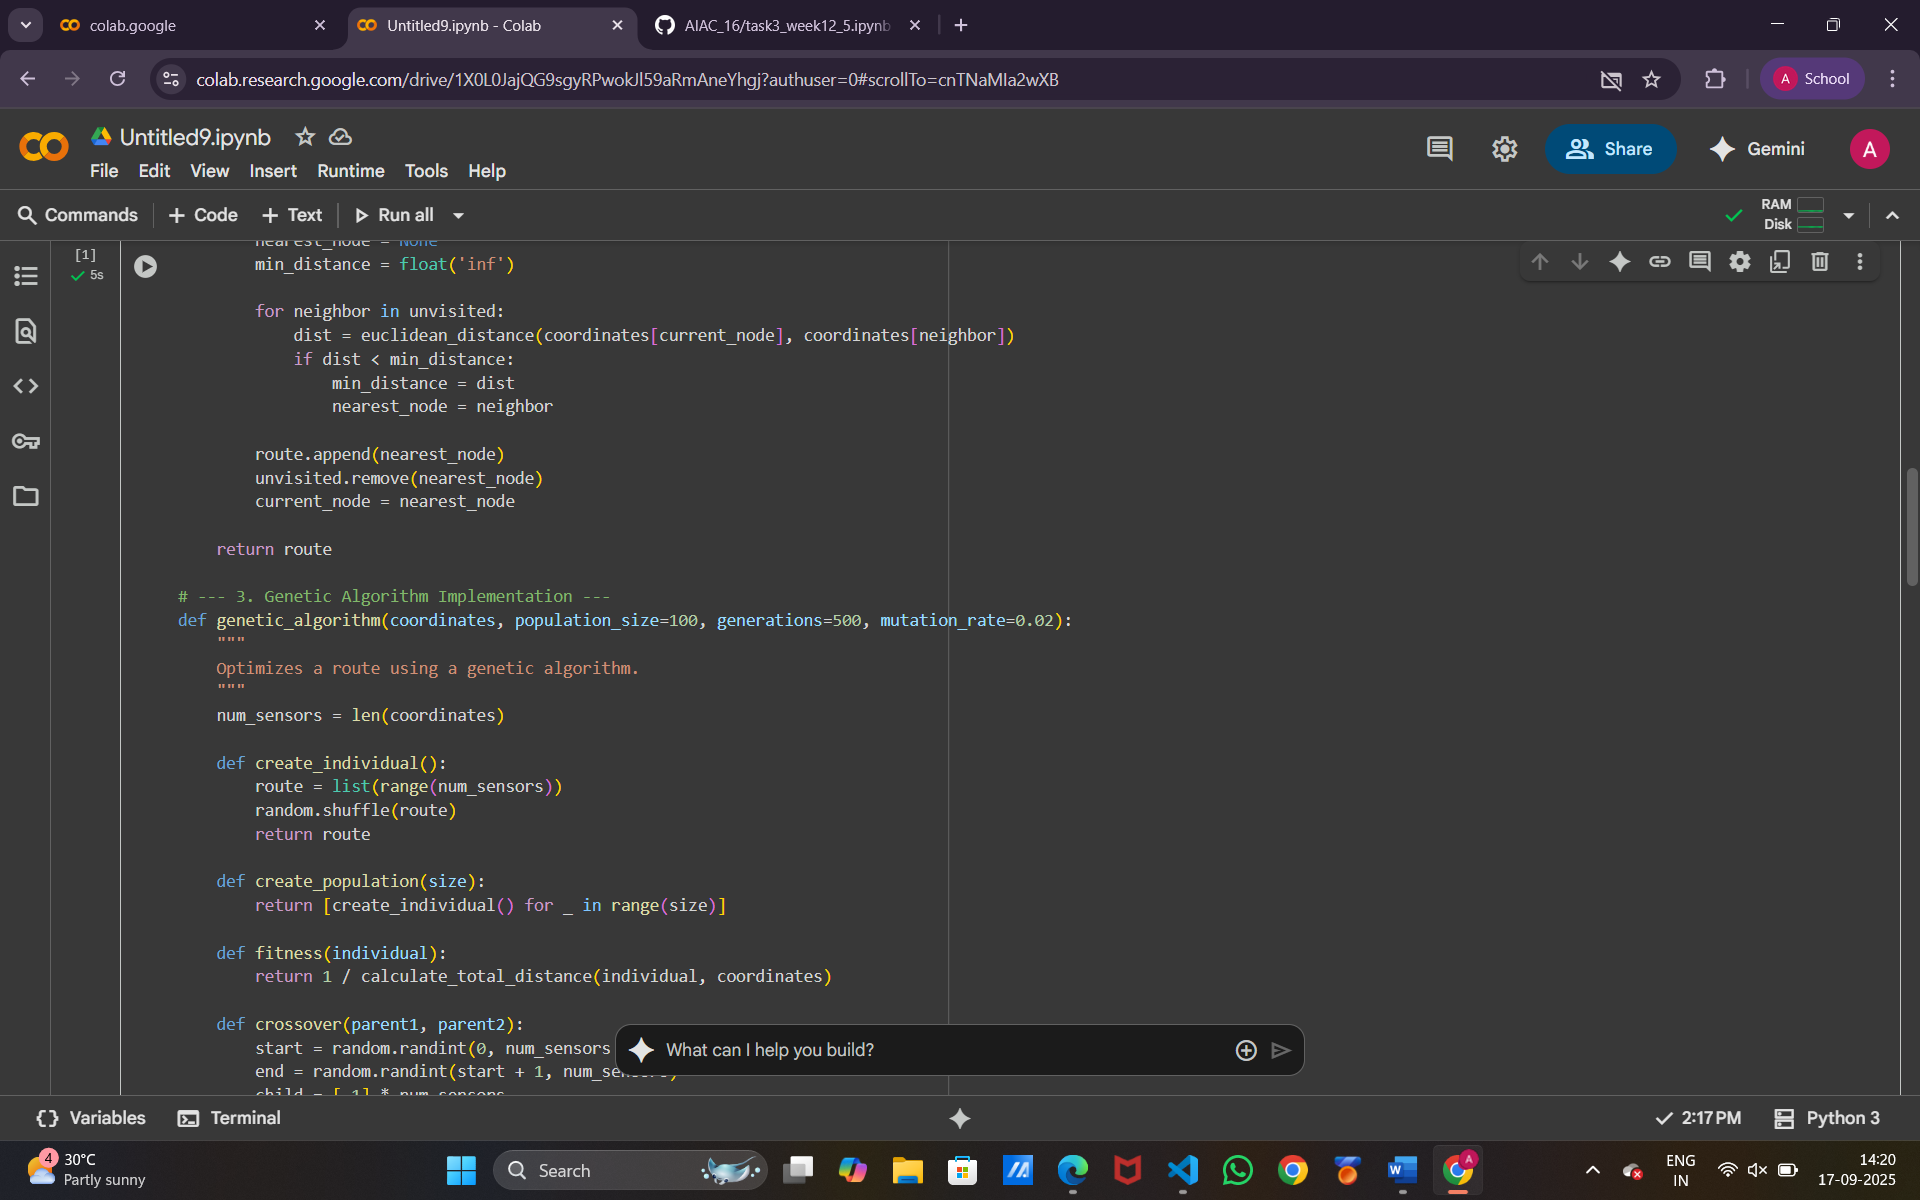 colab.google
Untitled9.ipynb - Colab
AIAC_16/task3_week12_5.ipynb
colab.research.google.com/drive/1X0L0JajQG9sgyRPwokJl59aRmAneYhgj?authuser=0#scrollTo=cnTNaMIa2wXB
A School
Untitled9.ipynb
File Edit View Insert Runtime Tools Help
Share
Gemini
A
Commands + Code + Text Run all
RAM
Disk
[1]
5s
nearest_node = None
min_distance = float('inf')
for neighbor in unvisited:
dist = euclidean_distance(coordinates[current_node], coordinates[neighbor])
if dist < min_distance:
min_distance = dist
nearest_node = neighbor
route.append(nearest_node)
unvisited.remove(nearest_node)
current_node = nearest_node
return route
# --- 3. Genetic Algorithm Implementation ---
def genetic_algorithm(coordinates, population_size=100, generations=500, mutation_rate=0.02):
"""
Optimizes a route using a genetic algorithm.
"""
num_sensors = len(coordinates)
def create_individual():
route = list(range(num_sensors))
random.shuffle(route)
return route
def create_population(size):
return [create_individual() for _ in range(size)]
def fitness(individual):
return 1 / calculate_total_distance(individual, coordinates)
def crossover(parent1, parent2):
start = random.randint(0, num_sensors
end = random.randint(start + 1,
What can I help you build?
Variables
Terminal
2:17 PM
Python 3
4
30°C
Partly sunny
Search
A
ENG
IN
14:20
17-09-2025